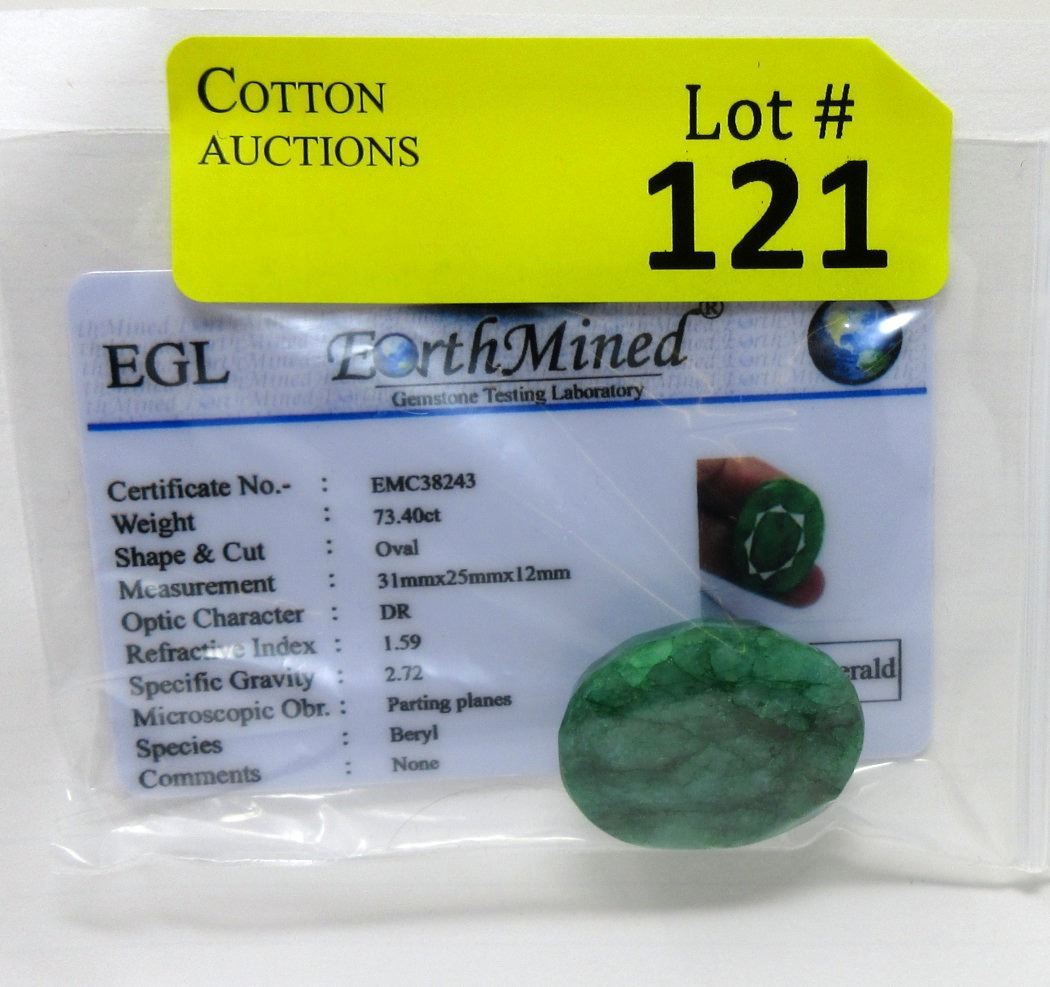 COTTON
AUCTIONS
Lot #
121
EGL
EarthMined®
Gemstone Testing Laboratory
Certificate No.- : EMC38243
Weight : 73.40ct
Shape & Cut : Oval
Measurement : 31mmx25mmx12mm
Optic Character : DR
Refractive Index : 1.59
Specific Gravity : 2.72
Microscopic Obr. : Parting planes
Species : Beryl
Comments : None
erald